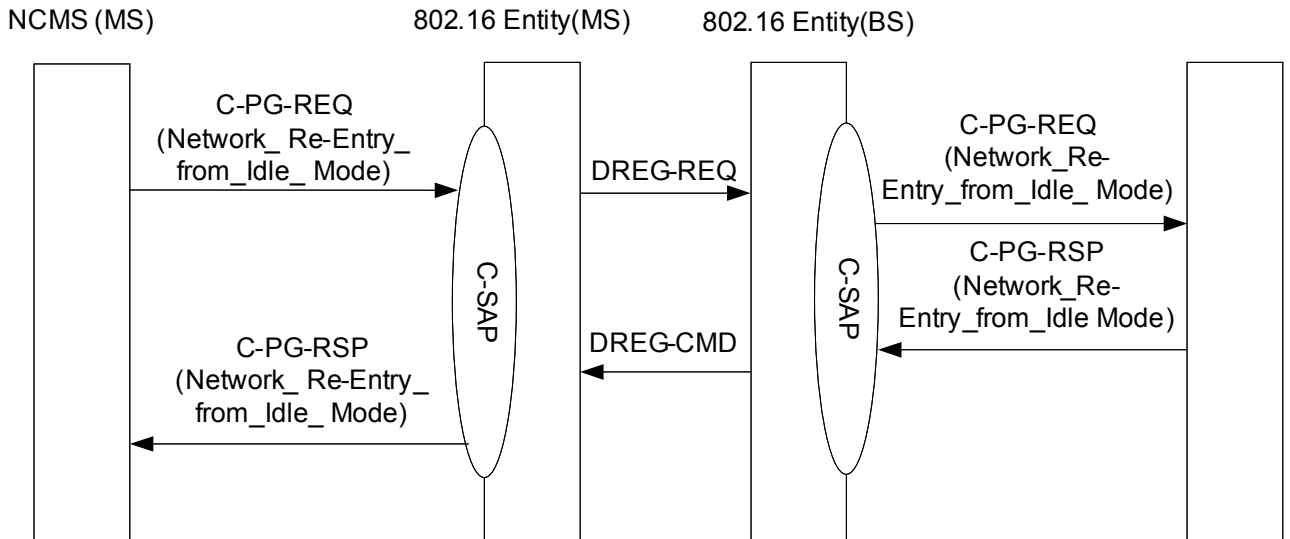 NCMS (MS)
802.16 Entity(MS)
802.16 Entity(BS)
C-PG-REQ
(Network_ Re-Entry_
from_Idle_ Mode)
DREG-REQ
C-PG-REQ
(Network_Re-
Entry_from_Idle_ Mode)
C-SAP
C-SAP
C-PG-RSP
(Network_Re-
Entry_from_Idle Mode)
DREG-CMD
C-PG-RSP
(Network_ Re-Entry_
from_Idle_ Mode)